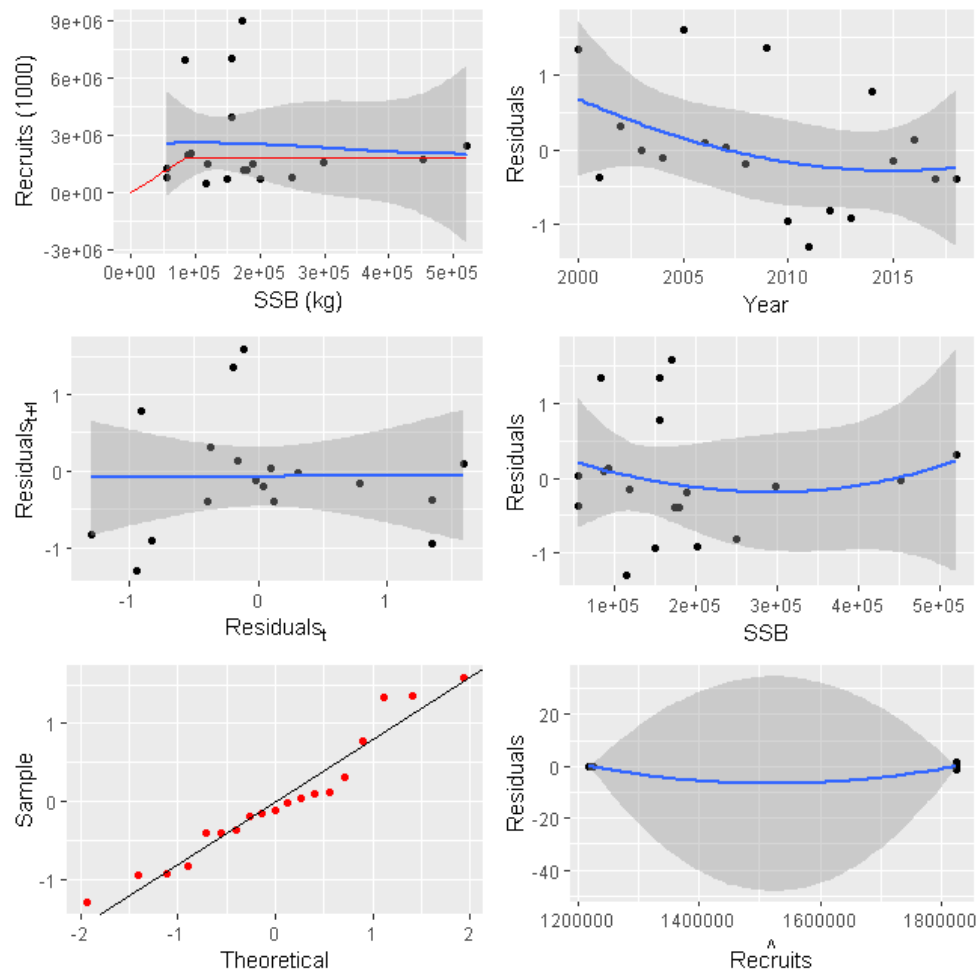 9e+06
6e+06
3e+06
0e+00
-3e+06
Recruits (1000)
0e+00 1e+05 2e+05 3e+05 4e+05 5e+05
SSB (kg)
1
0
-1
Residuals
2000 2005 2010 2015
Year
1
0
-1
Residualst+1
-1 0 1
Residualst
1
0
-1
Residuals
1e+05 2e+05 3e+05 4e+05 5e+05
SSB
1
0
-1
Sample
-2 -1 0 1 2
Theoretical
20
0
-20
-40
Residuals
1200000 1400000 1600000 1800000
^
Recruits